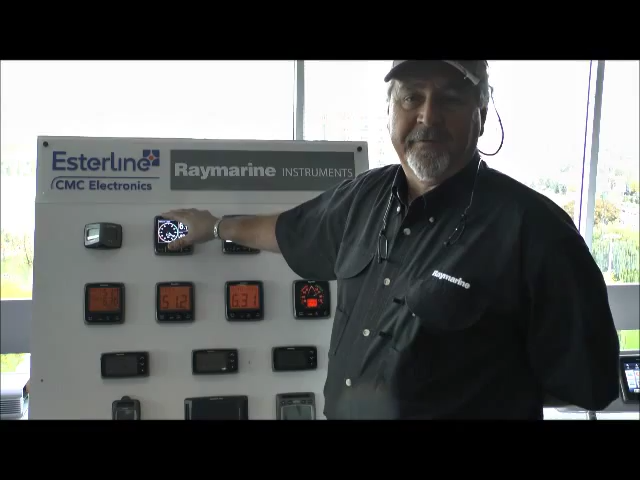 Esterline
CMC Electronics
Raymarine INSTRUMENTS
Raymarine
512
631